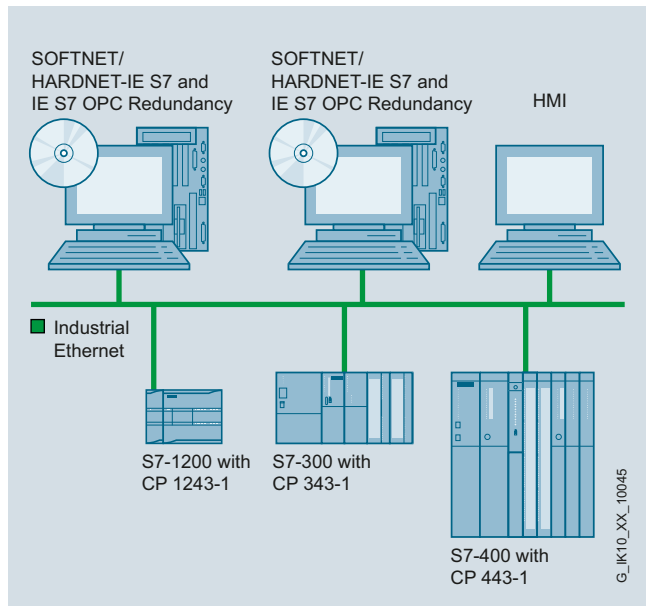 SOFTNET/
HARDNET-IE S7 and
IE S7 OPC Redundancy
SOFTNET/
HARDNET-IE S7 and
IE S7 OPC Redundancy
HMI
Industrial
Ethernet
S7-1200 with
CP 1243-1
S7-300 with
CP 343-1
S7-400 with
CP 443-1
G_IK10_XX_10045